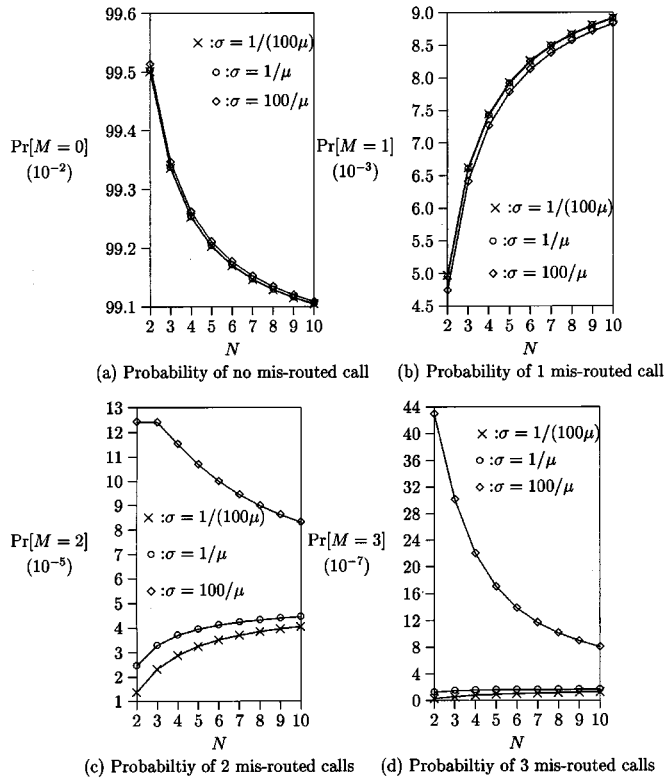 99.6
99.5
99.4
99.3
99.2
99.1
Pr[M = 0]
(10⁻²)
× :σ = 1/(100μ)
○ :σ = 1/μ
◇ :σ = 100/μ
2 3 4 5 6 7 8 9 10
N
(a) Probability of no mis-routed call
9.0
8.5
8.0
7.5
7.0
6.5
6.0
5.5
5.0
4.5
Pr[M = 1]
(10⁻³)
× :σ = 1/(100μ)
○ :σ = 1/μ
◇ :σ = 100/μ
2 3 4 5 6 7 8 9 10
N
(b) Probability of 1 mis-routed call
13
12
11
10
9
8
7
6
5
4
3
2
1
Pr[M = 2]
(10⁻⁵)
× :σ = 1/(100μ)
○ :σ = 1/μ
◇ :σ = 100/μ
2 3 4 5 6 7 8 9 10
N
(c) Probabiltiy of 2 mis-routed calls
44
40
36
32
28
24
20
16
12
8
4
0
Pr[M = 3]
(10⁻⁷)
× :σ = 1/(100μ)
○ :σ = 1/μ
◇ :σ = 100/μ
2 3 4 5 6 7 8 9 10
N
(d) Probabiltiy of 3 mis-routed calls